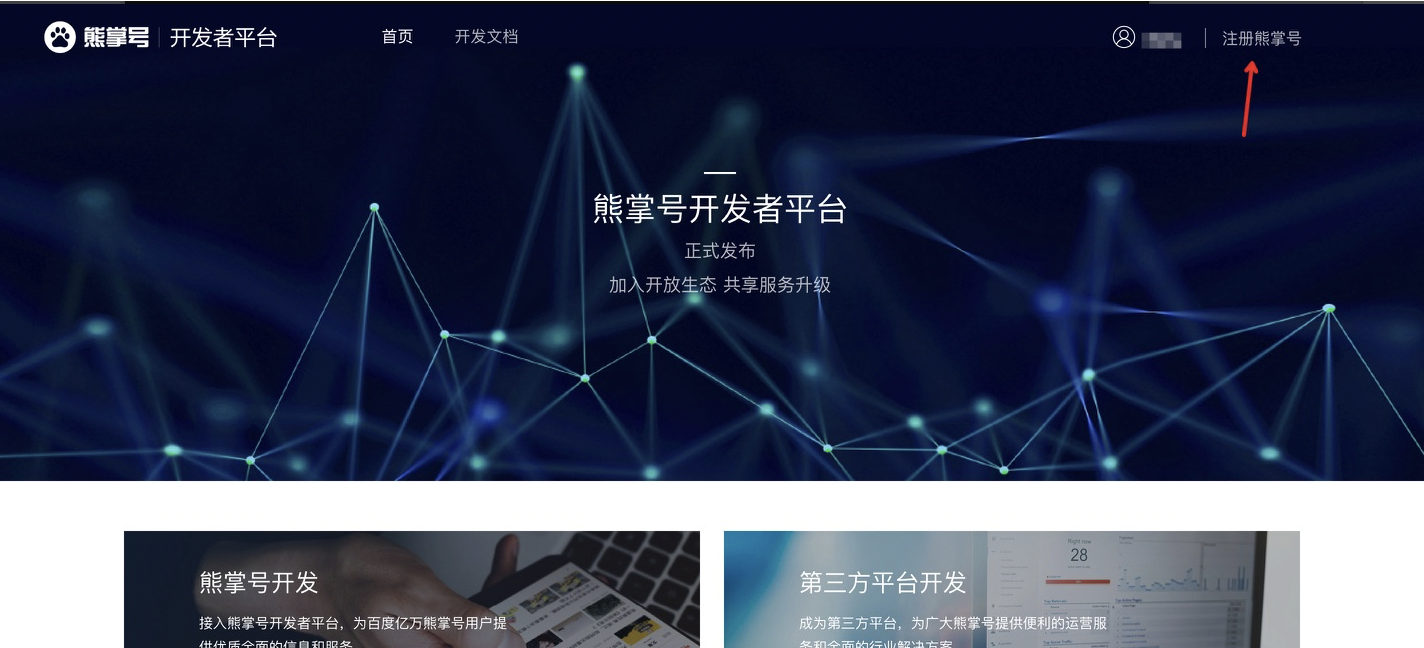 熊掌号 开发者平台 首页 开发文档 注册熊掌号
熊掌号开发者平台
正式发布
加入开放生态 共享服务升级
熊掌号开发
接入熊掌号开发者平台，为百度亿万熊掌号用户提
供优质全面的信息和服务
第三方平台开发
Right now
28
成为第三方平台，为广大熊掌号提供便利的运营服
务和全面的行业解决方案